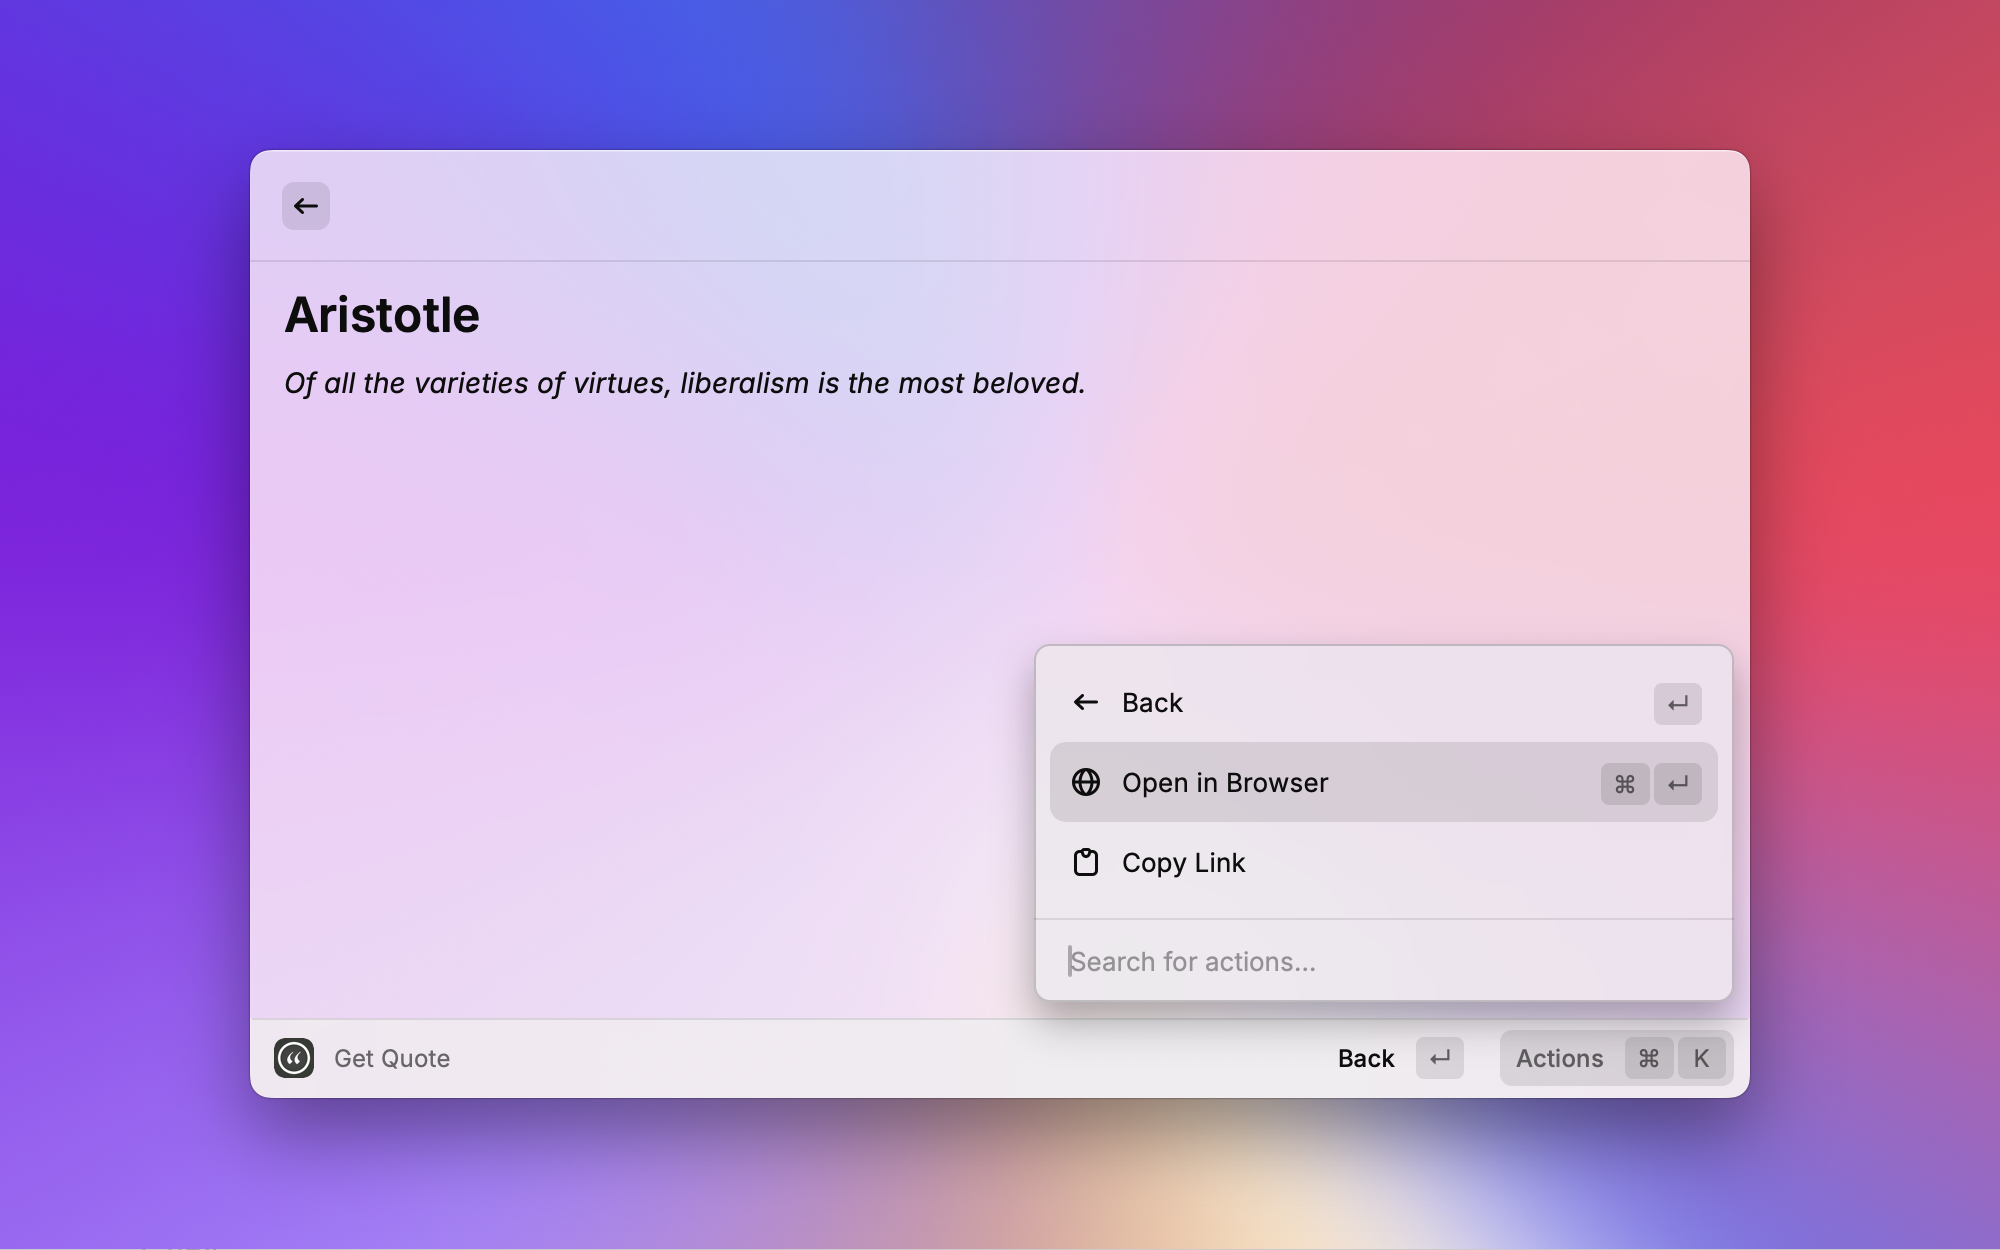 Aristotle
Of all the varieties of virtues, liberalism is the most beloved.
Back ↵
Open in Browser ⌘ ↵
Copy Link
Search for actions...
Get Quote
Back ↵ Actions ⌘ K